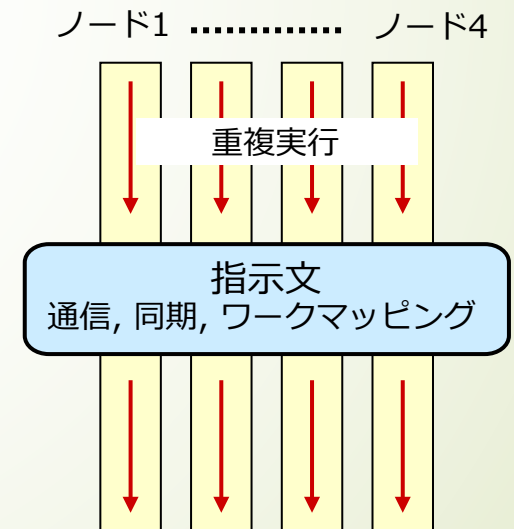 ノード1 ............... ノード4
重複実行
指示文
通信, 同期, ワークマッピング